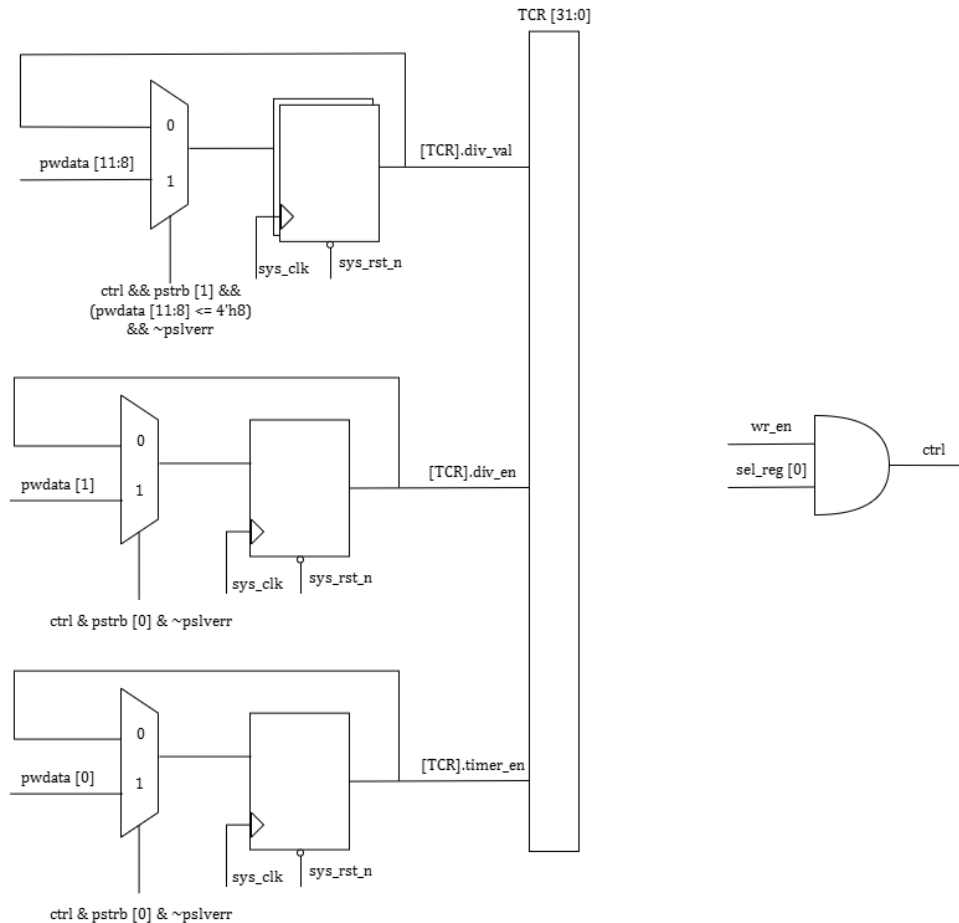 TCR [31:0]
0
pwdata [11:8]
1
[TCR].div_val
sys_clk
sys_rst_n
ctrl && pstrb [1] &&
(pwdata [11:8] <= 4'h8)
&& ~pslverr
0
pwdata [1]
1
[TCR].div_en
sys_clk
sys_rst_n
ctrl & pstrb [0] & ~pslverr
wr_en
sel_reg [0]
ctrl
0
pwdata [0]
1
[TCR].timer_en
sys_clk
sys_rst_n
ctrl & pstrb [0] & ~pslverr